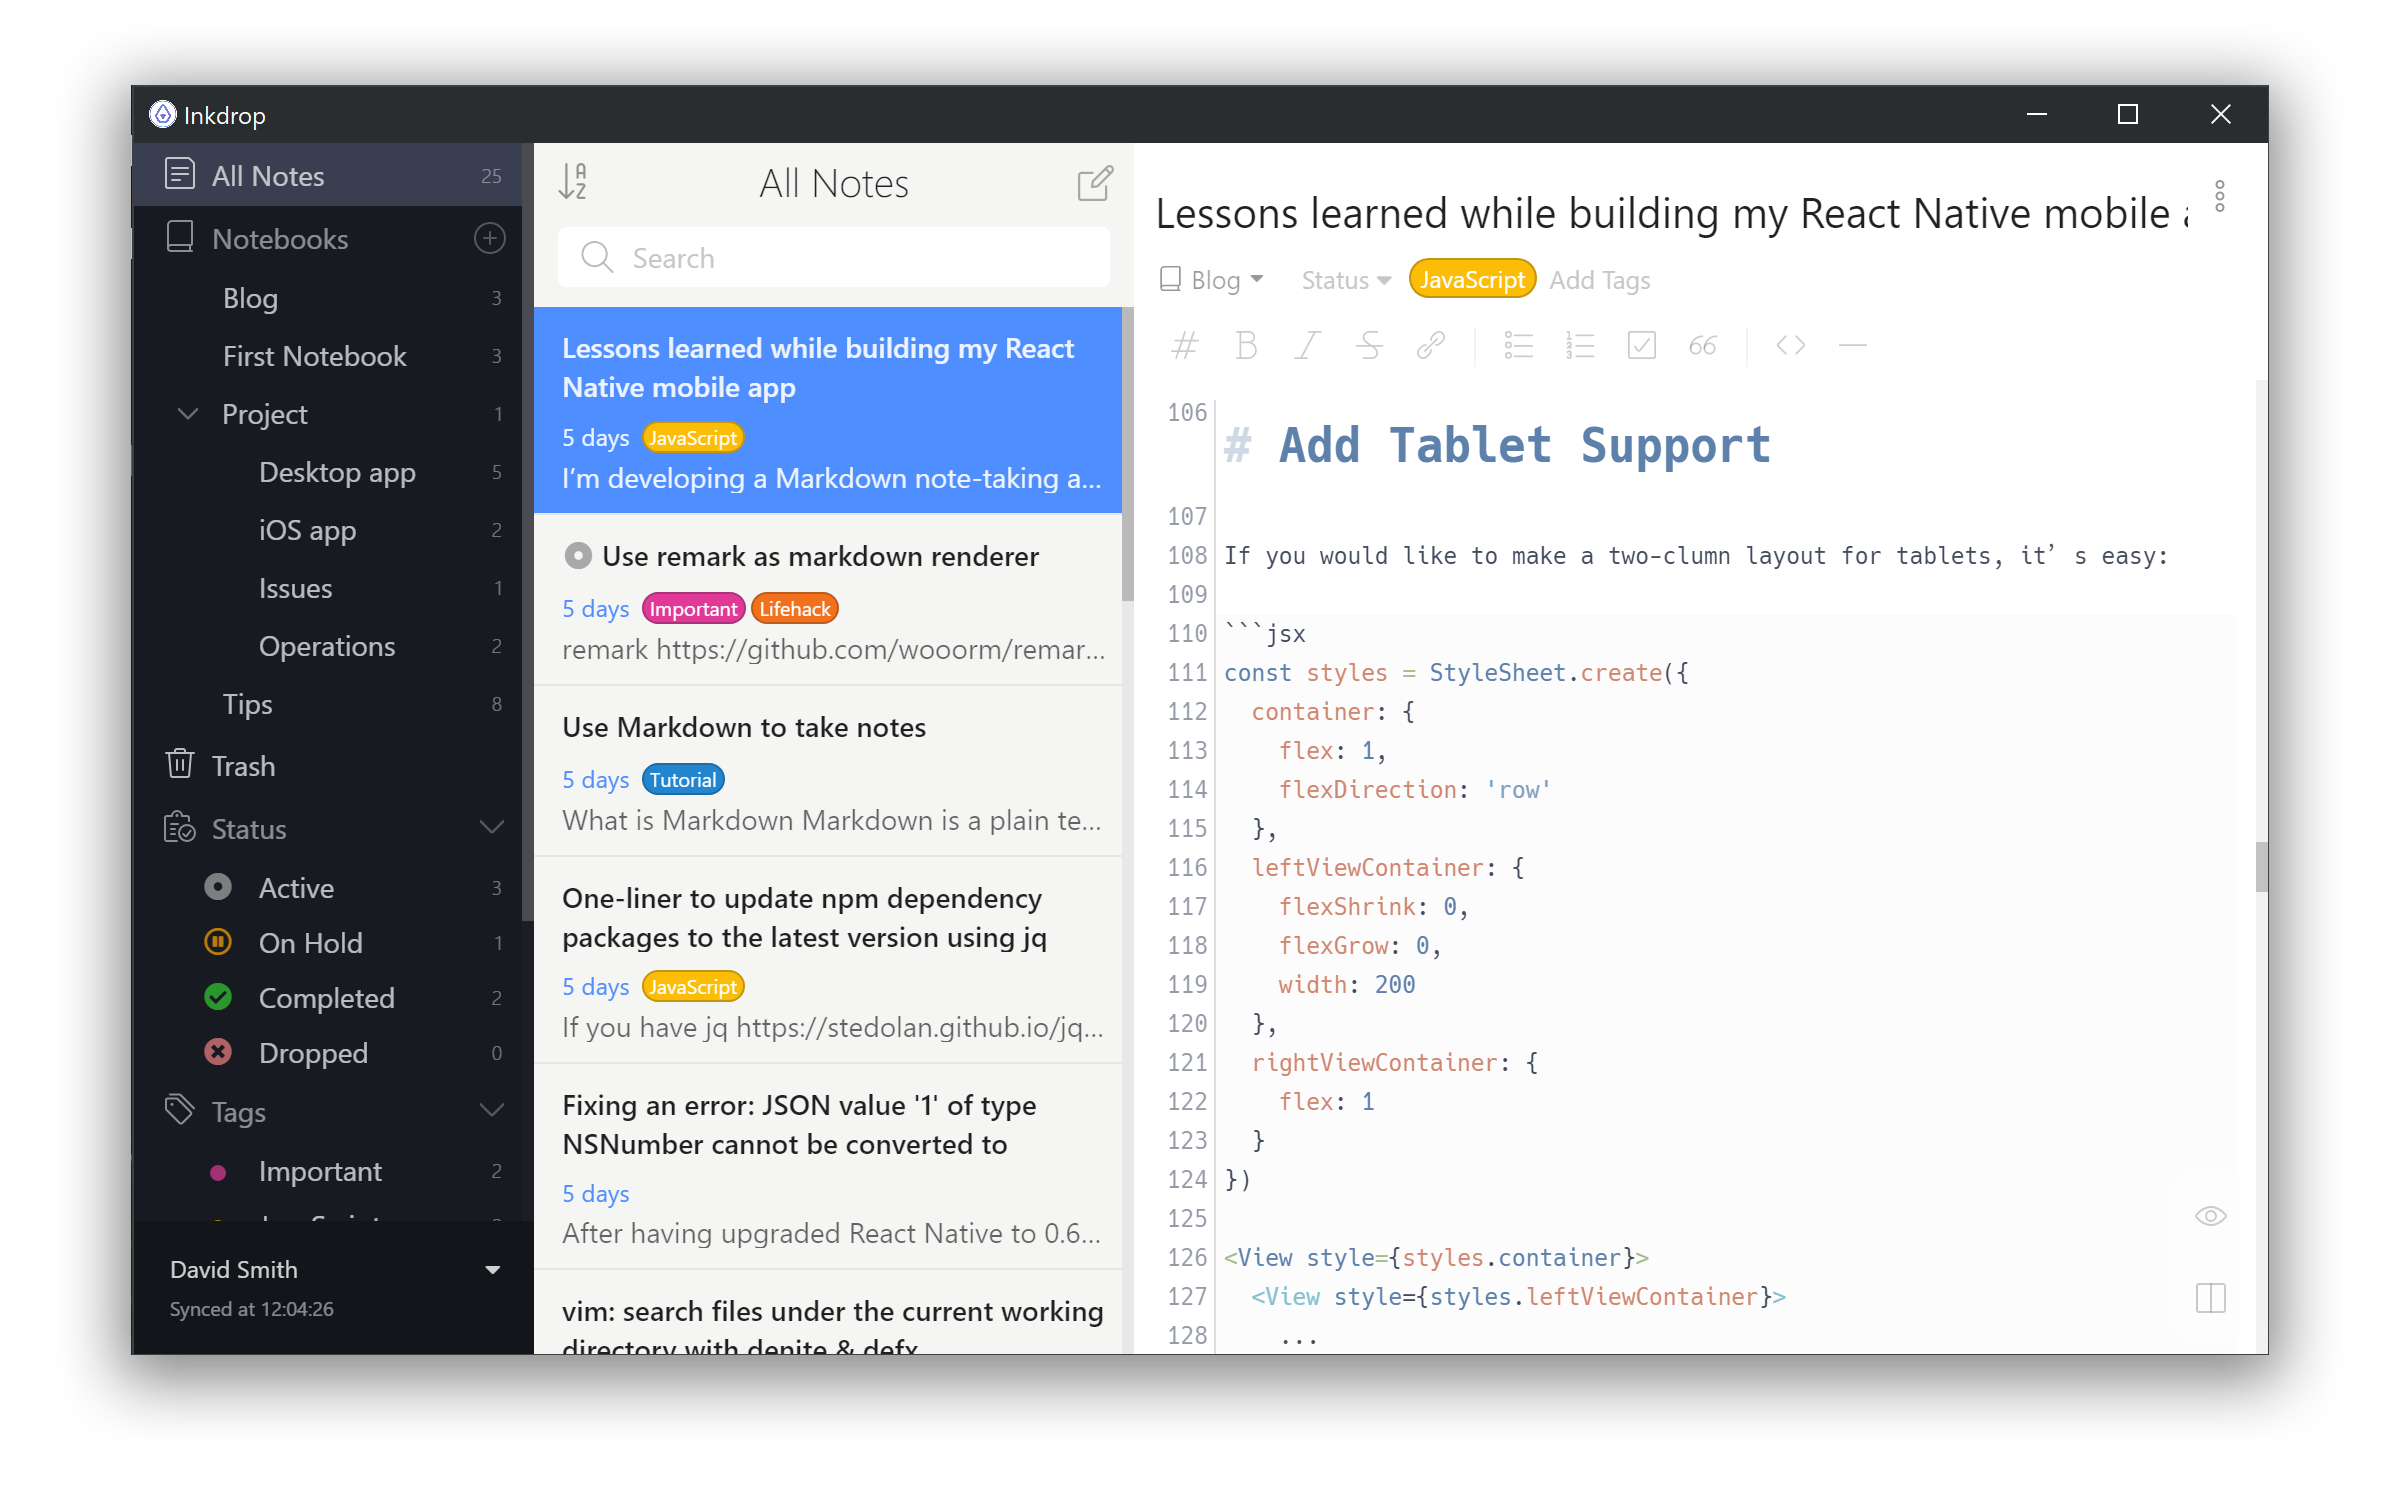 Inkdrop
All Notes 25
Notebooks
Blog 3
First Notebook 3
Project 1
Desktop app 5
iOS app 2
Issues 1
Operations 2
Tips 8
Trash
Status
Active 3
On Hold 1
Completed 2
Dropped 0
Tags
Important 2
David Smith
Synced at 12:04:26
All Notes
Search
Lessons learned while building my React
Native mobile app
5 days JavaScript
I’m developing a Markdown note-taking a...
Use remark as markdown renderer
5 days Important Lifehack
remark https://github.com/wooorm/remar...
Use Markdown to take notes
5 days Tutorial
What is Markdown Markdown is a plain te...
One-liner to update npm dependency
packages to the latest version using jq
5 days JavaScript
If you have jq https://stedolan.github.io/jq...
Fixing an error: JSON value '1' of type
NSNumber cannot be converted to
5 days
After having upgraded React Native to 0.6...
vim: search files under the current working
directory with denite & defx
Lessons learned while building my React Native mobile
Blog Status JavaScript Add Tags
106 # Add Tablet Support
107
108 If you would like to make a two-clumn layout for tablets, it’s easy:
109
110 ```jsx
111 const styles = StyleSheet.create({
112 container: {
113 flex: 1,
114 flexDirection: 'row'
115 },
116 leftViewContainer: {
117 flexShrink: 0,
118 flexGrow: 0,
119 width: 200
120 },
121 rightViewContainer: {
122 flex: 1
123 }
124 })
125
126 <View style={styles.container}>
127 <View style={styles.leftViewContainer}>
128 ...